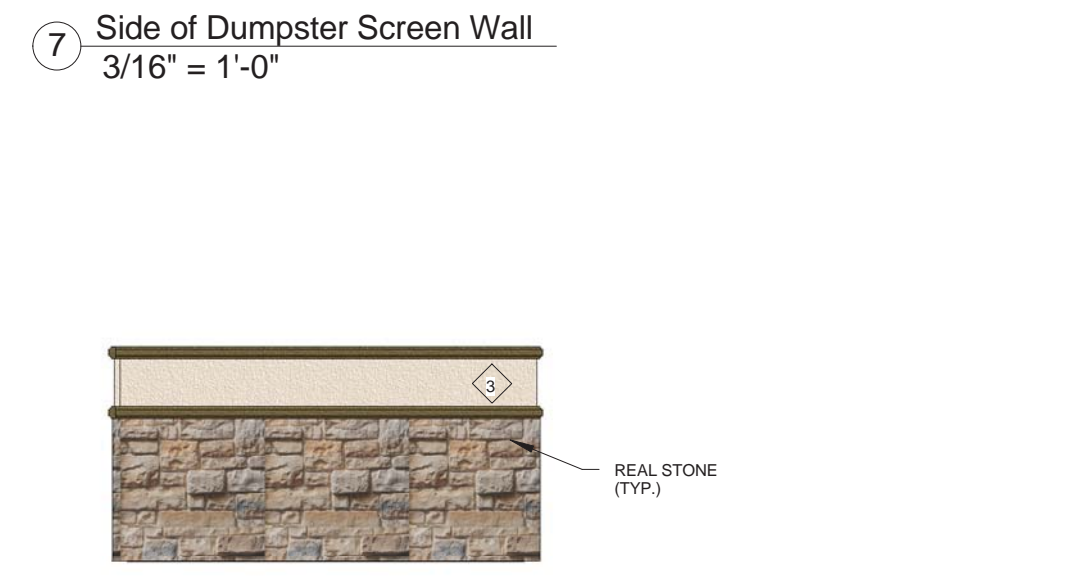 7
Side of Dumpster Screen Wall
3/16" = 1'-0"
3
REAL STONE
(TYP.)